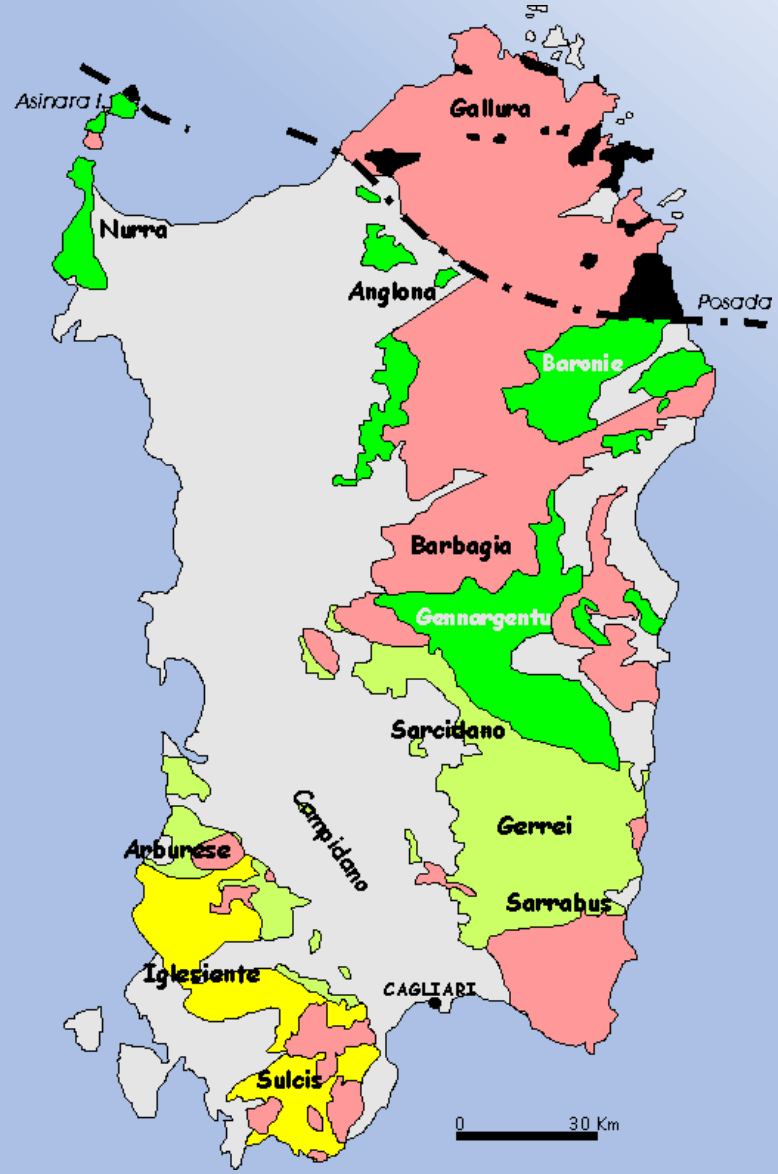 Asinara I.
Gallura
Nurra
Anglona
Posada
Baronie
Barbagia
Gennargentu
Sarcidano
Campidano
Gerrei
Arburese
Sarrabus
Iglesiente
CAGLIARI
Sulcis
0 30 Km